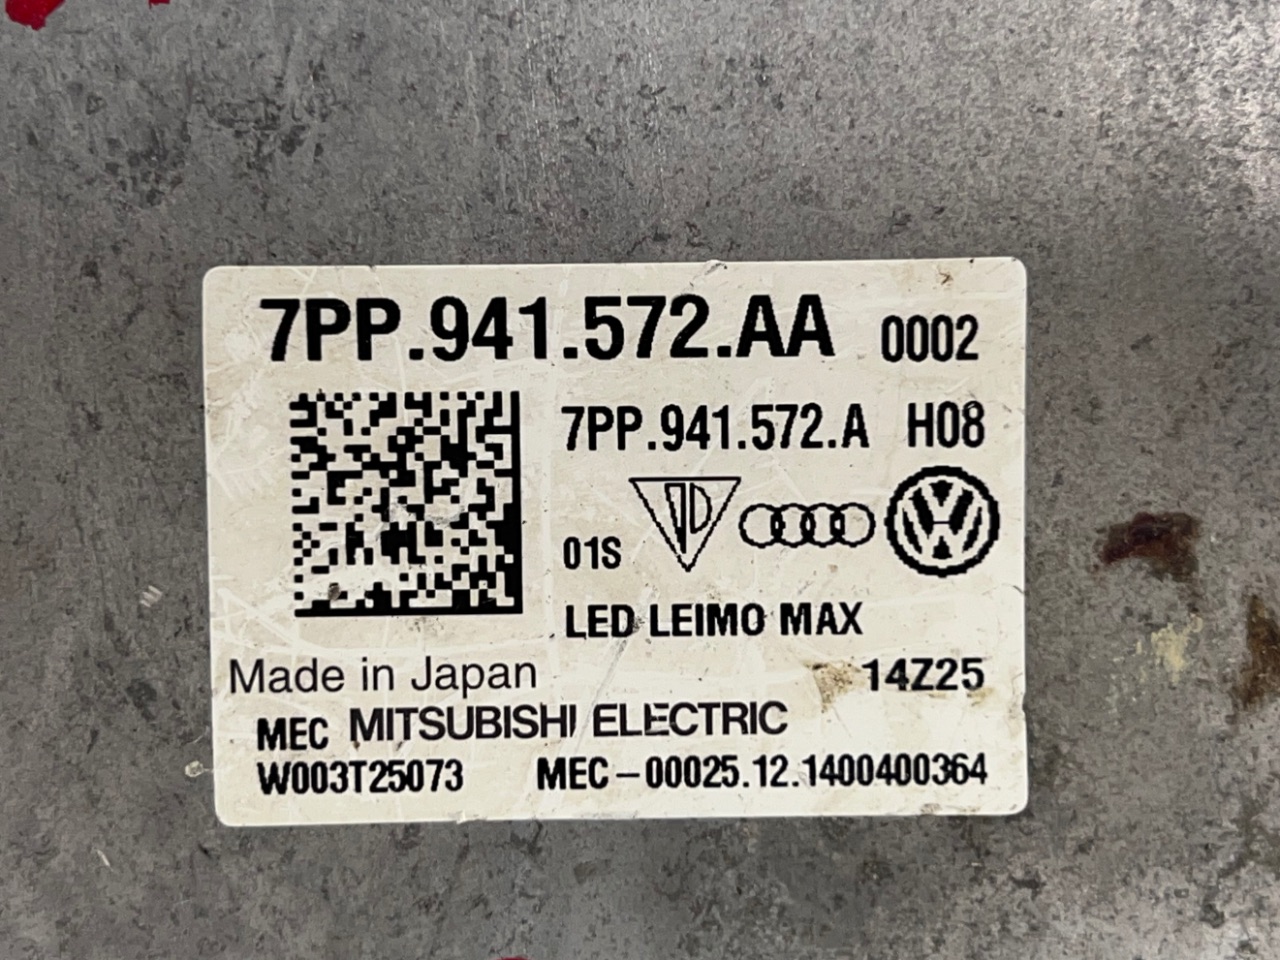 7PP.941.572.AA 0002
7PP.941.572.A H08
01S
LED LEIMO MAX
Made in Japan 14Z25
MEC MITSUBISHI ELECTRIC
W003T25073 MEC-00025.12.1400400364